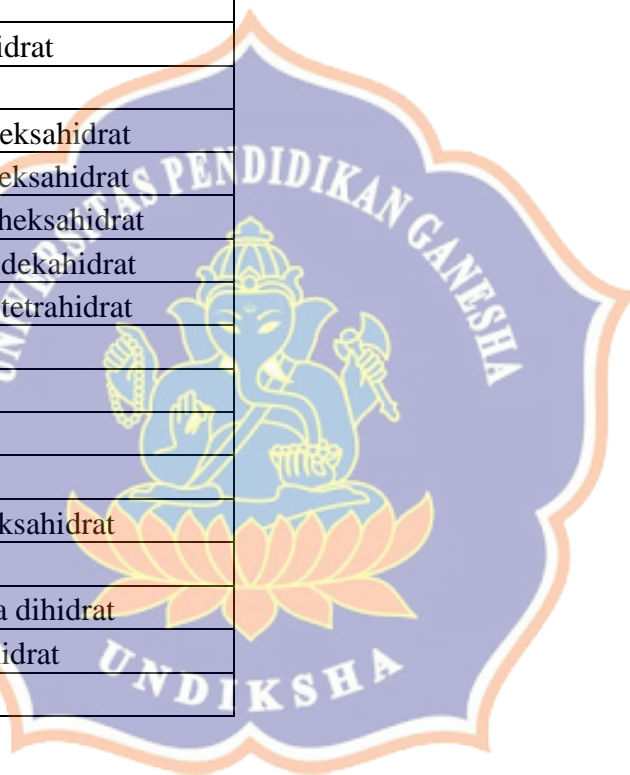 idrat
eksahidrat
eksahidrat
heksahidrat
dekahidrat
tetrahidrat
ksahidrat
a dihidrat
idrat
UNIVERSITAS PENDIDIKAN GANESHA
UNDIKSHA